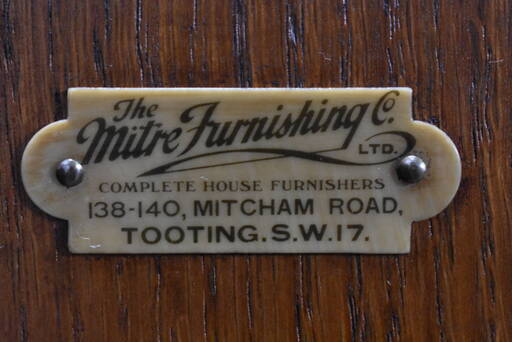 The
Mitre Furnishing Co.
LTD.
COMPLETE HOUSE FURNISHERS
138-140, MITCHAM ROAD,
TOOTING.S.W.17.